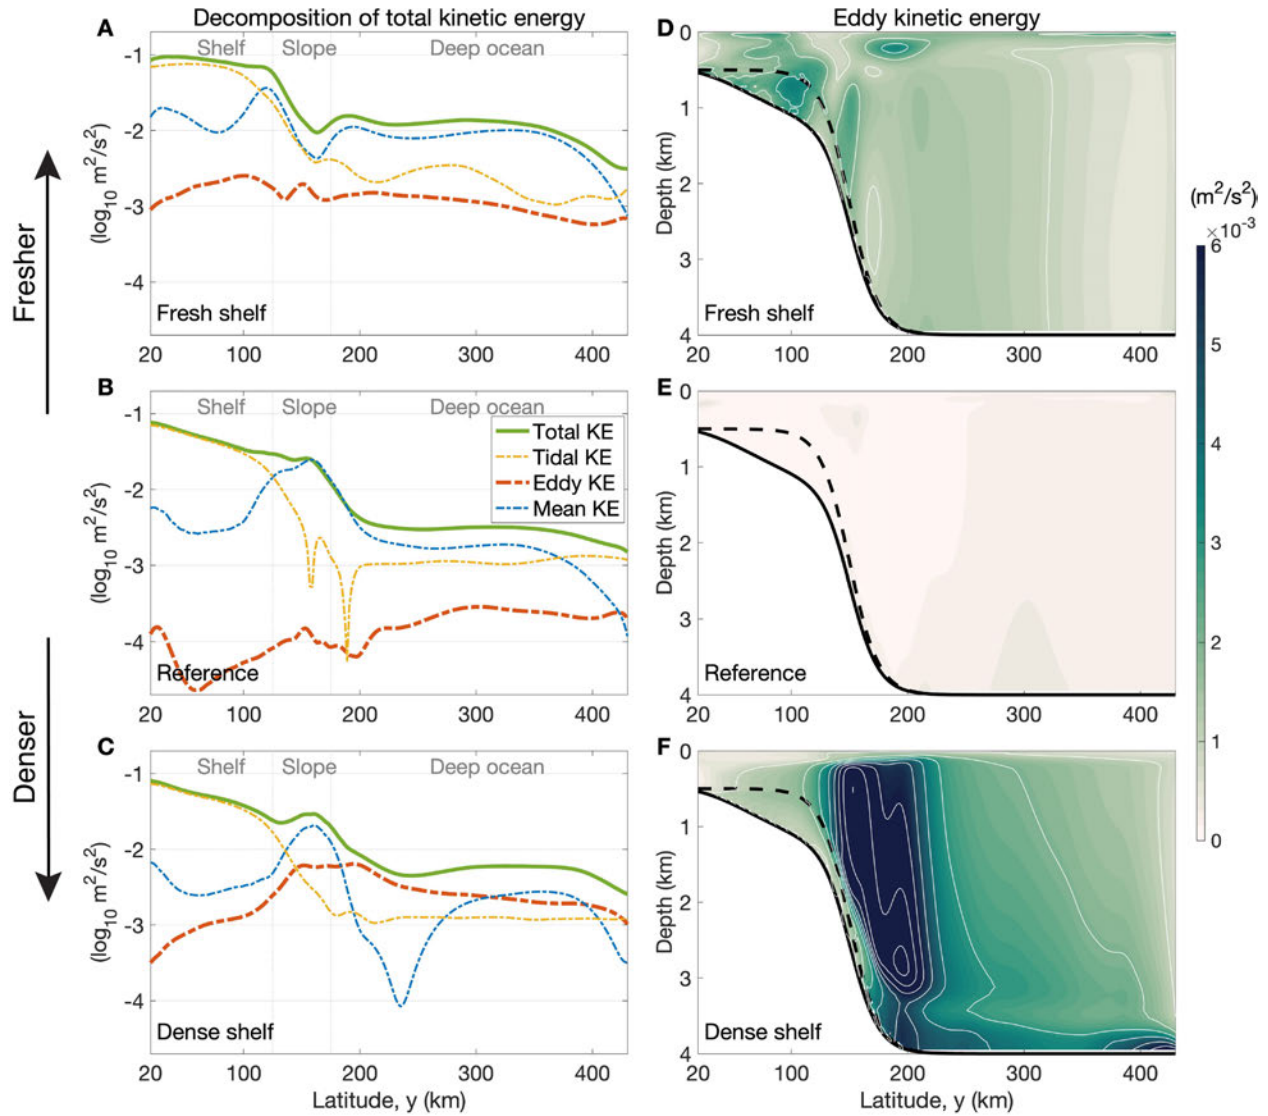 A Decomposition of total kinetic energy
Shelf Slope Deep ocean
-1
-2
-3
-4
(log10 m2/s2)
Fresh shelf
20 100 200 300 400
D Eddy kinetic energy
0
1
2
3
4
Depth (km)
Fresh shelf
20 100 200 300 400
Fresher
B
Shelf Slope Deep ocean
-1
-2
-3
-4
(log10 m2/s2)
Total KE
Tidal KE
Eddy KE
Mean KE
Reference
20 100 200 300 400
E
0
1
2
3
4
Depth (km)
Reference
20 100 200 300 400
(m2/s2)
×10-3
6
5
4
3
2
1
0
Denser
C
Shelf Slope Deep ocean
-1
-2
-3
-4
(log10 m2/s2)
Dense shelf
20 100 200 300 400
Latitude, y (km)
F
0
1
2
3
4
Depth (km)
Dense shelf
20 100 200 300 400
Latitude, y (km)